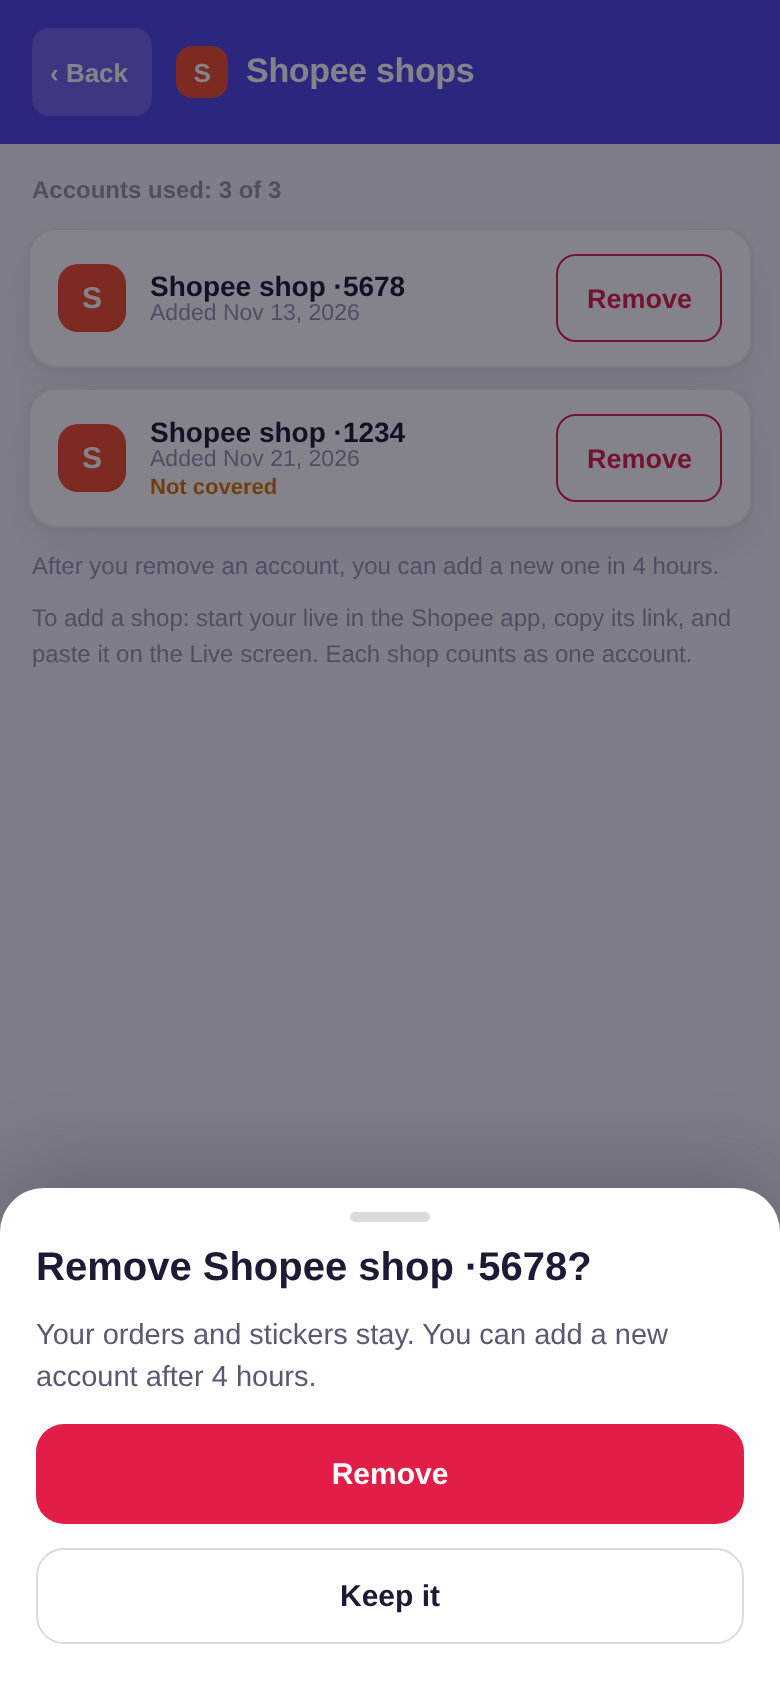 ‹ Back
S
Shopee shops
Accounts used: 3 of 3
S
Shopee shop ·5678
Added Nov 13, 2026
Remove
S
Shopee shop ·1234
Added Nov 21, 2026
Not covered
Remove
After you remove an account, you can add a new one in 4 hours.
To add a shop: start your live in the Shopee app, copy its link, and
paste it on the Live screen. Each shop counts as one account.
Remove Shopee shop ·5678?
Your orders and stickers stay. You can add a new
account after 4 hours.
Remove
Keep it